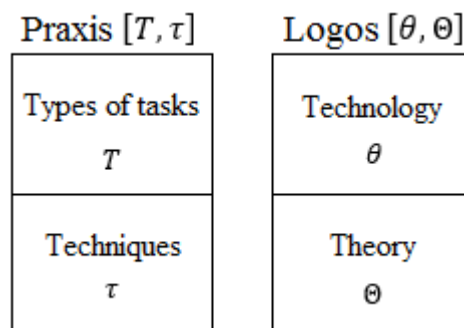 Praxis [T, τ]
Types of tasks
T
Techniques
τ
Logos [θ, Θ]
Technology
θ
Theory
Θ